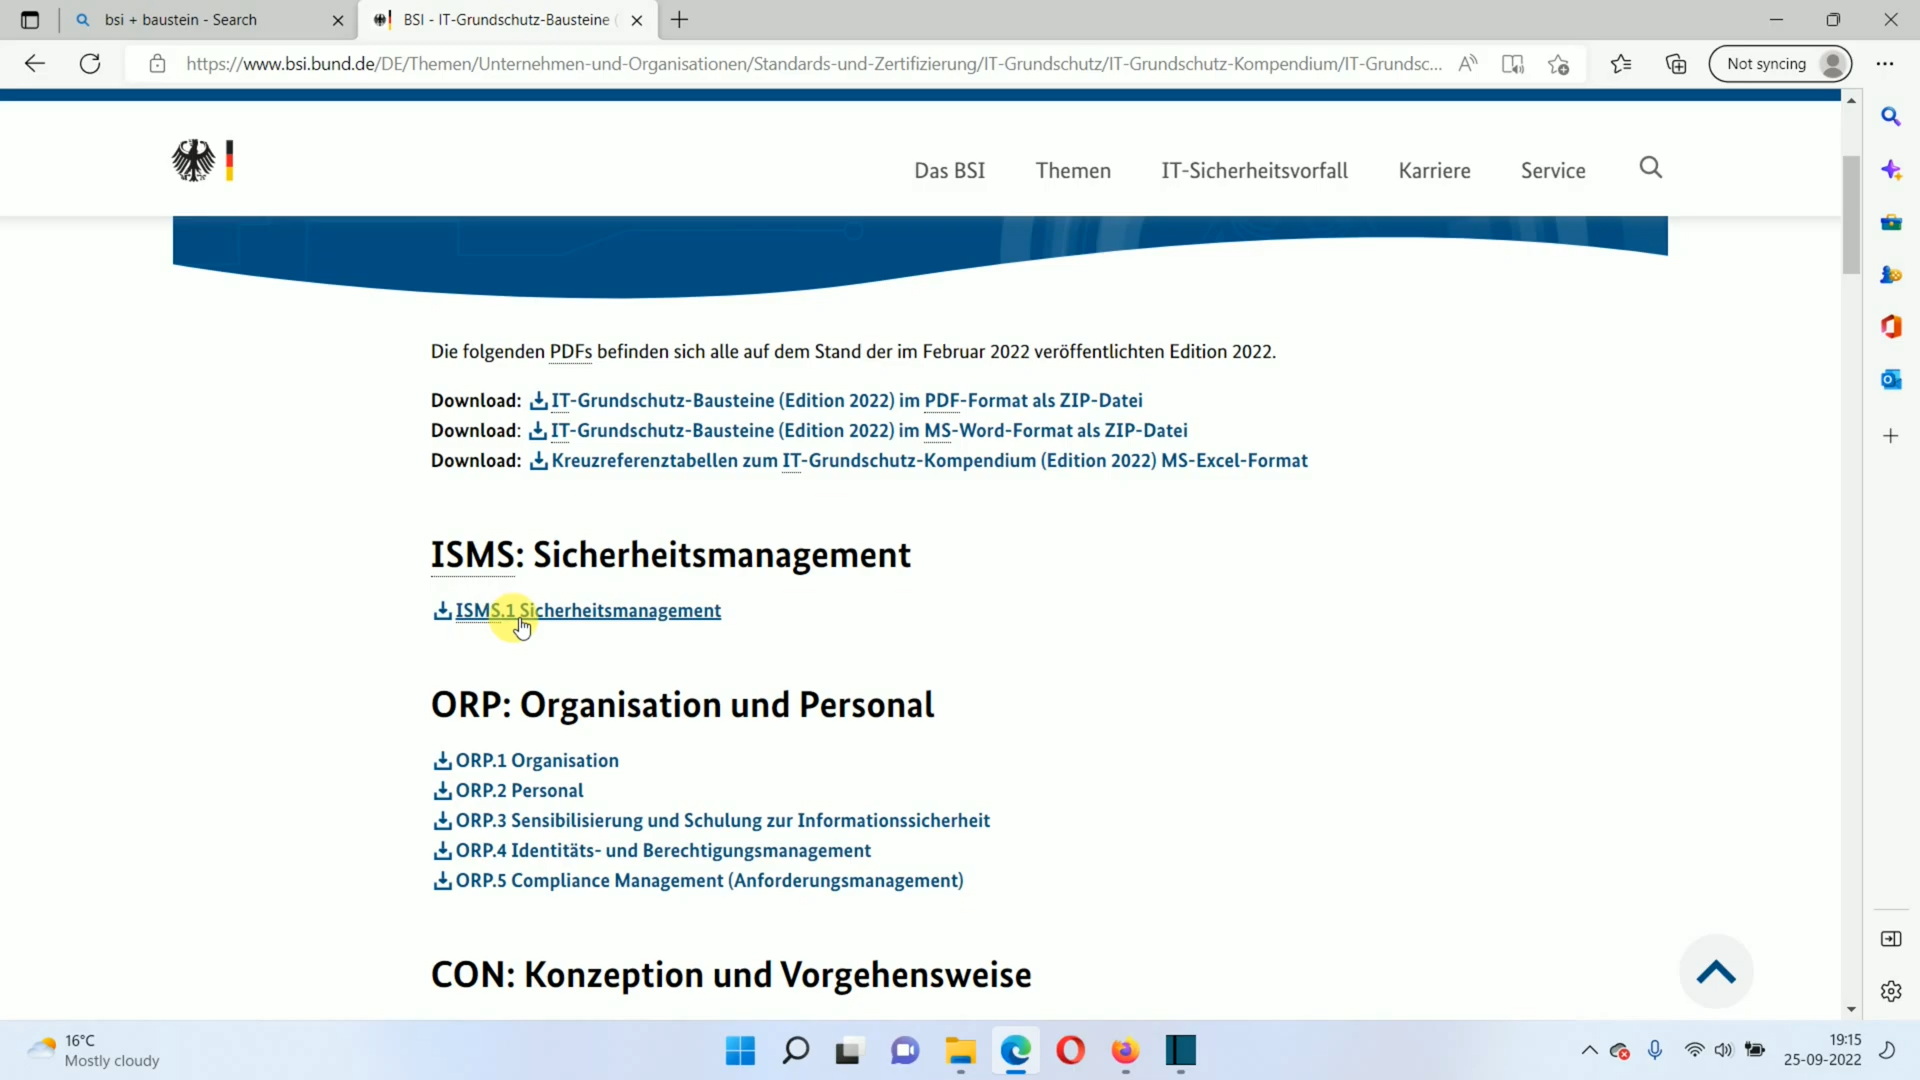 bsi + baustein - Search
BSI - IT-Grundschutz-Bausteine (
https://www.bsi.bund.de/DE/Themen/Unternehmen-und-Organisationen/Standards-und-Zertifizierung/IT-Grundschutz/IT-Grundschutz-Kompendium/IT-Grundsc...
Not syncing
Das BSI
Themen
IT-Sicherheitsvorfall
Karriere
Service
Die folgenden PDFs befinden sich alle auf dem Stand der im Februar 2022 veröffentlichten Edition 2022.
Download: IT-Grundschutz-Bausteine (Edition 2022) im PDF-Format als ZIP-Datei
Download: IT-Grundschutz-Bausteine (Edition 2022) im MS-Word-Format als ZIP-Datei
Download: Kreuzreferenztabellen zum IT-Grundschutz-Kompendium (Edition 2022) MS-Excel-Format
ISMS: Sicherheitsmanagement
ISMS.1 Sicherheitsmanagement
ORP: Organisation und Personal
ORP.1 Organisation
ORP.2 Personal
ORP.3 Sensibilisierung und Schulung zur Informationssicherheit
ORP.4 Identitäts- und Berechtigungsmanagement
ORP.5 Compliance Management (Anforderungsmanagement)
CON: Konzeption und Vorgehensweise
16°C
Mostly cloudy
19:15
25-09-2022